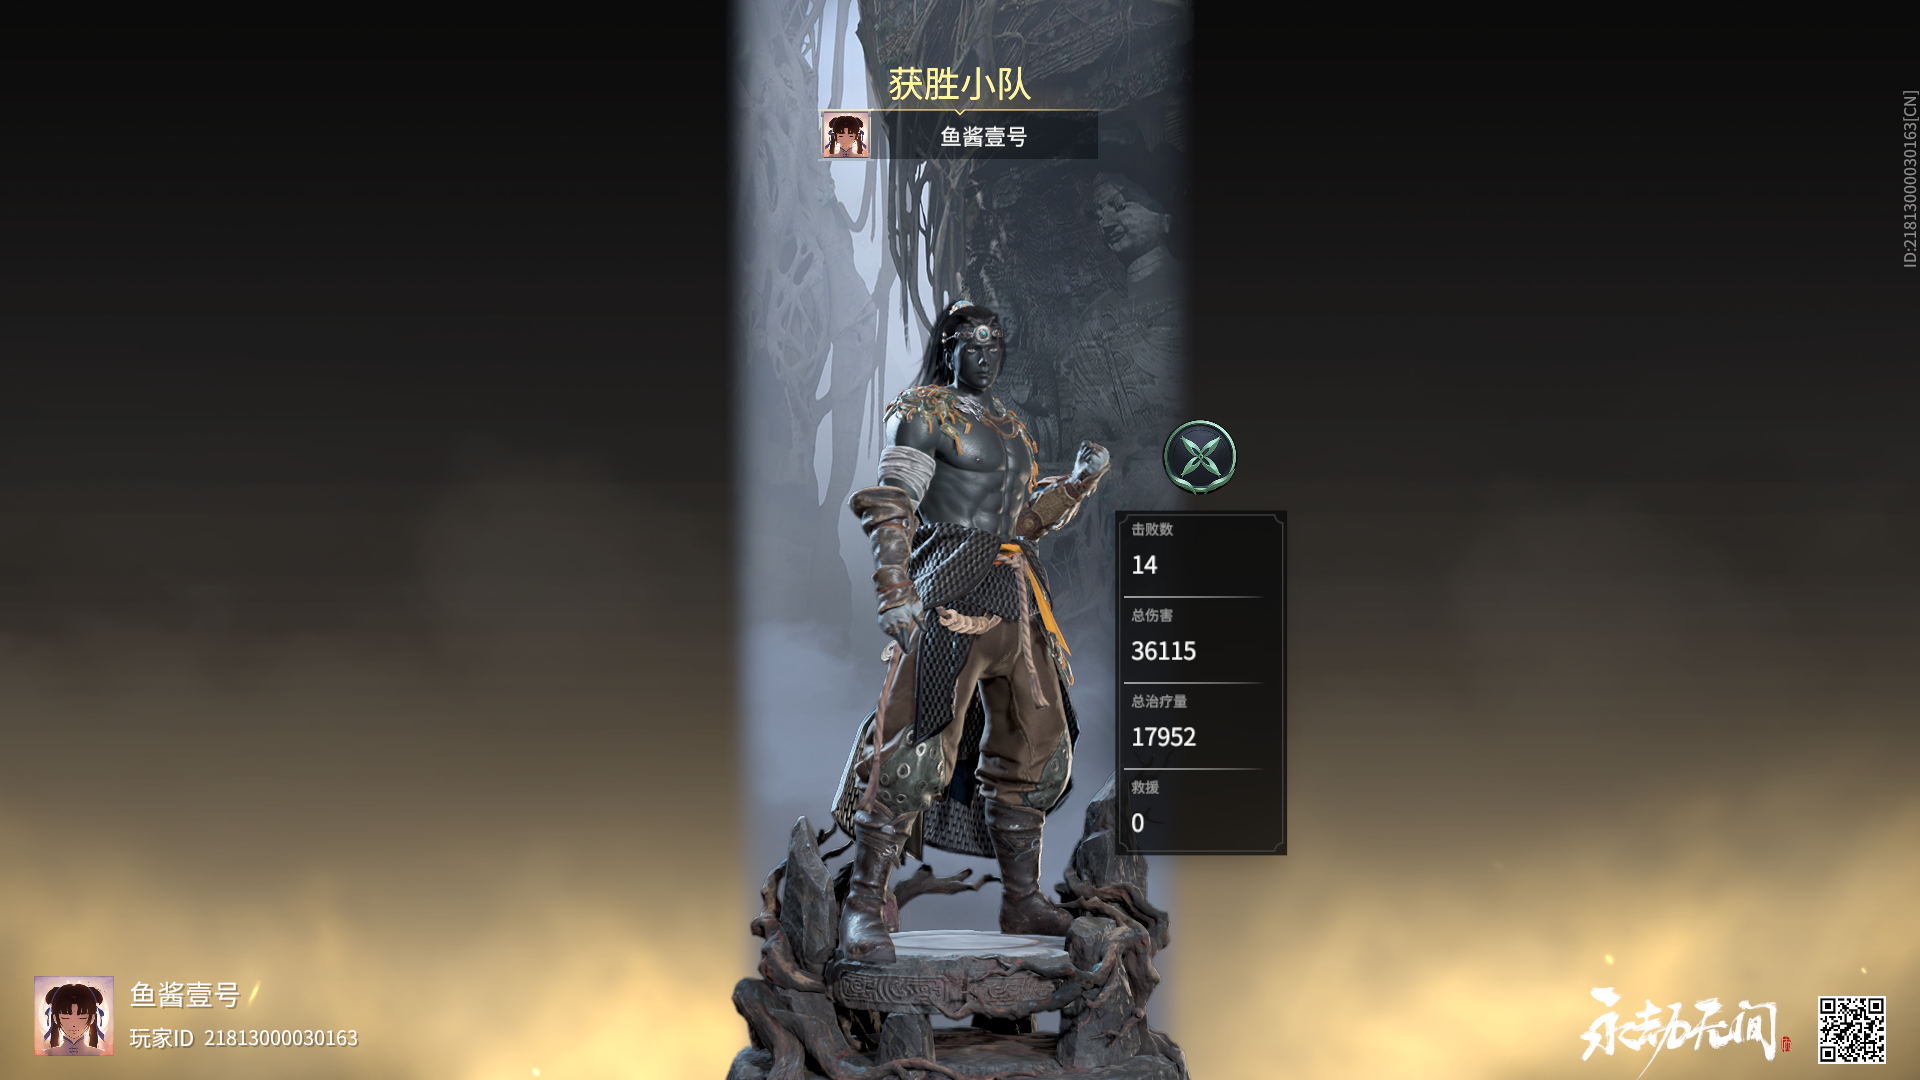 获胜小队
鱼酱壹号
ID:21813000030163[CN]
击败数
14
总伤害
36115
总治疗量
17952
救援
0
鱼酱壹号
玩家ID 21813000030163
永劫无间